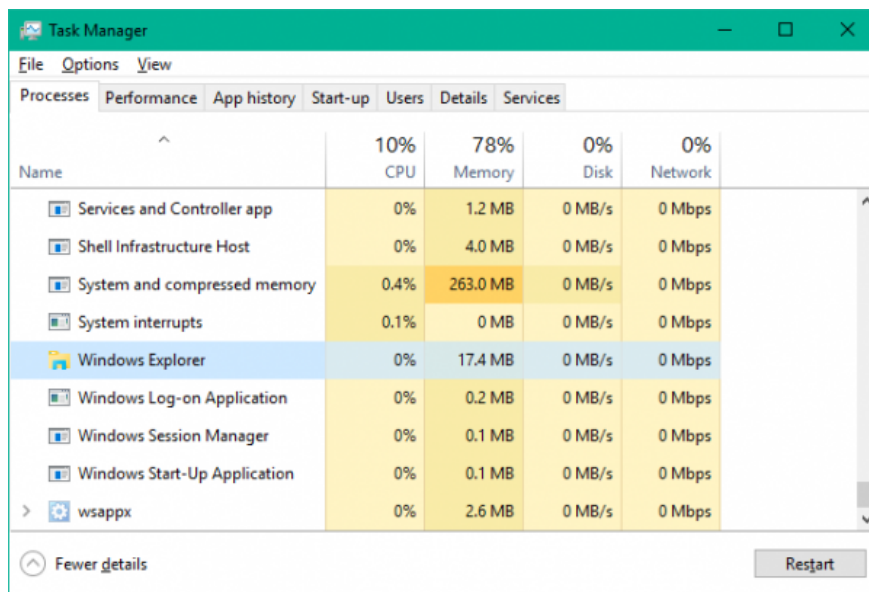 Task Manager
File Options View
Processes Performance App history Start-up Users Details Services
10% 78% 0% 0%
Name CPU Memory Disk Network
Services and Controller app 0% 1.2 MB 0 MB/s 0 Mbps
Shell Infrastructure Host 0% 4.0 MB 0 MB/s 0 Mbps
System and compressed memory 0.4% 263.0 MB 0 MB/s 0 Mbps
System interrupts 0.1% 0 MB 0 MB/s 0 Mbps
Windows Explorer 0% 17.4 MB 0 MB/s 0 Mbps
Windows Log-on Application 0% 0.2 MB 0 MB/s 0 Mbps
Windows Session Manager 0% 0.1 MB 0 MB/s 0 Mbps
Windows Start-Up Application 0% 0.1 MB 0 MB/s 0 Mbps
wsappx 0% 2.6 MB 0 MB/s 0 Mbps
Fewer details Restart